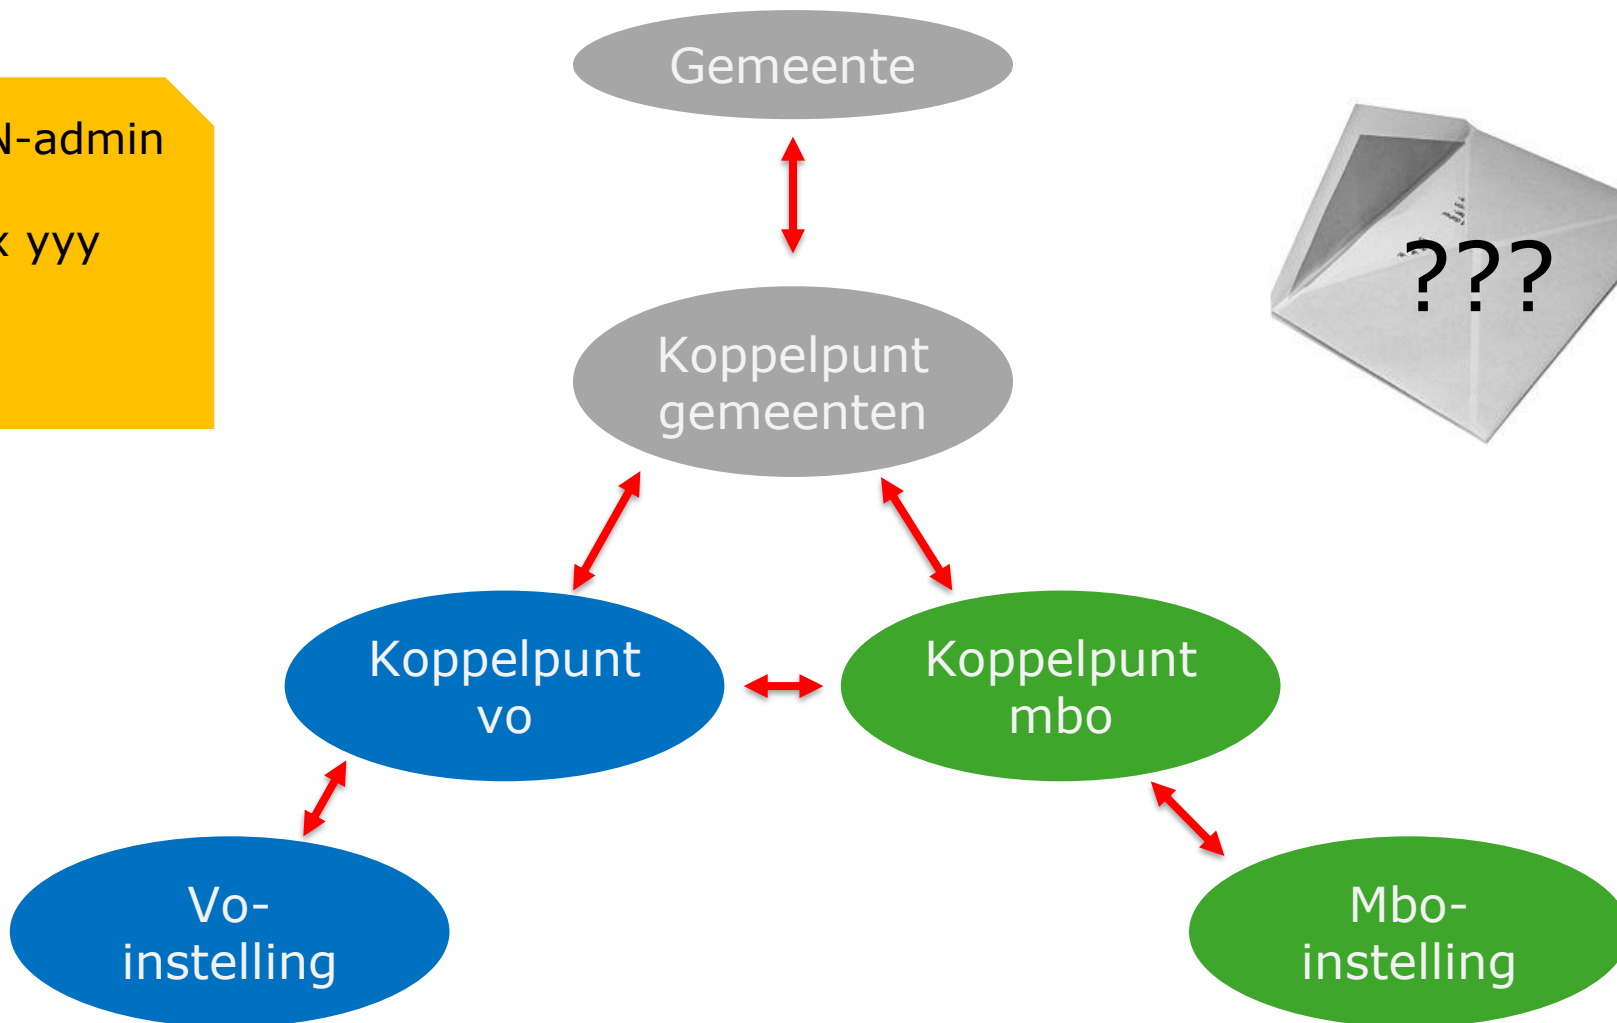 Gemeente
N-admin
yyy
???
Koppelpunt
gemeenten
Koppelpunt
vo
Koppelpunt
mbo
Vo-
instelling
Mbo-
instelling